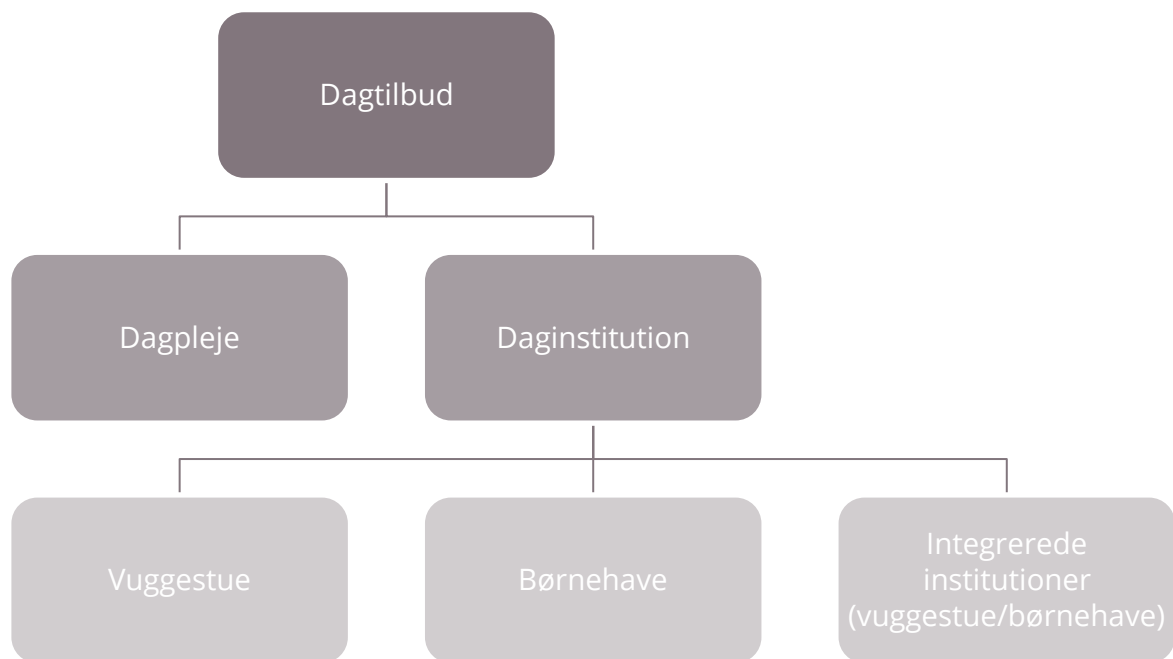 Dagtilbud
Dagpleje
Daginstitution
Vuggestue
Børnehave
Integrerede
institutioner
(vuggestue/børnehave)